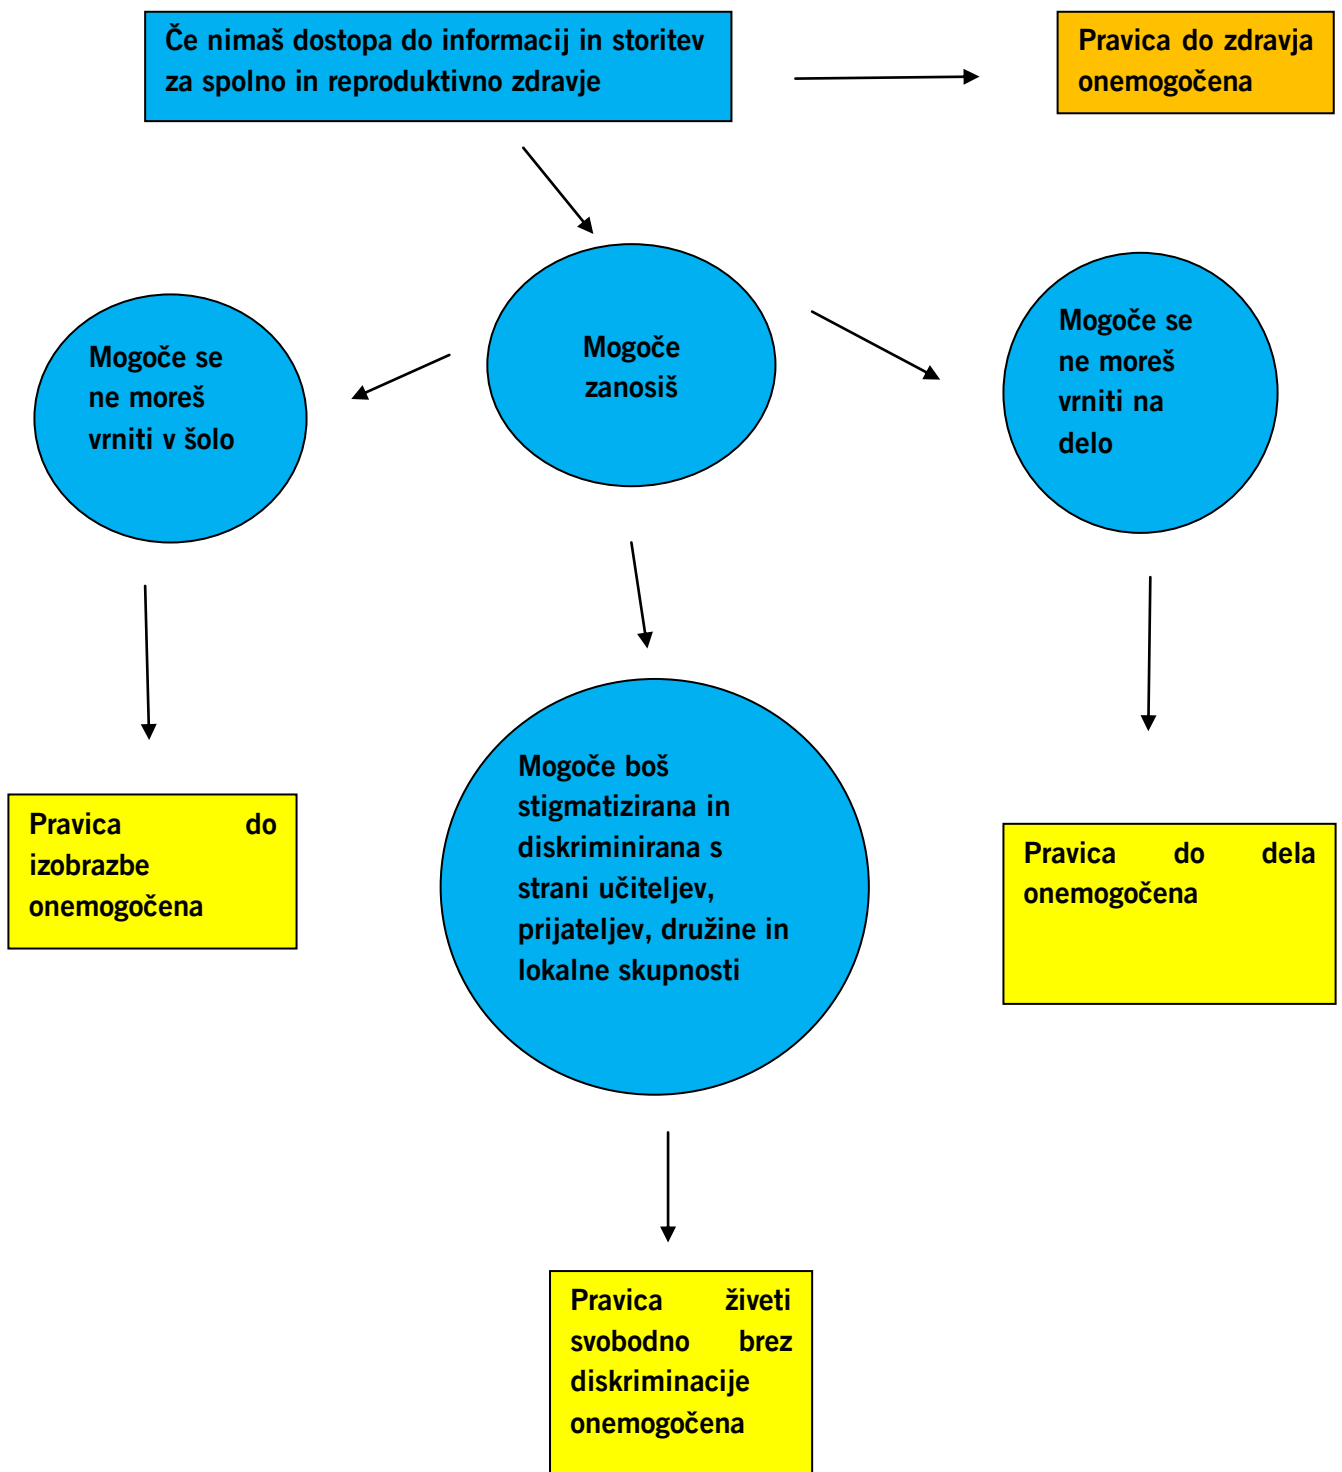 Če nimaš dostopa do informacij in storitev
za spolno in reproduktivno zdravje
Pravica do zdravja
onemogočena
Mogoče
zanosiš
Mogoče se
ne moreš
vrniti v šolo
Mogoče se
ne moreš
vrniti na
delo
Mogoče boš
stigmatizirana in
diskriminirana s
strani učiteljev,
prijateljev, družine in
lokalne skupnosti
Pravica do
izobrazbe
onemogočena
Pravica do dela
onemogočena
Pravica živeti
svobodno brez
diskriminacije
onemogočena